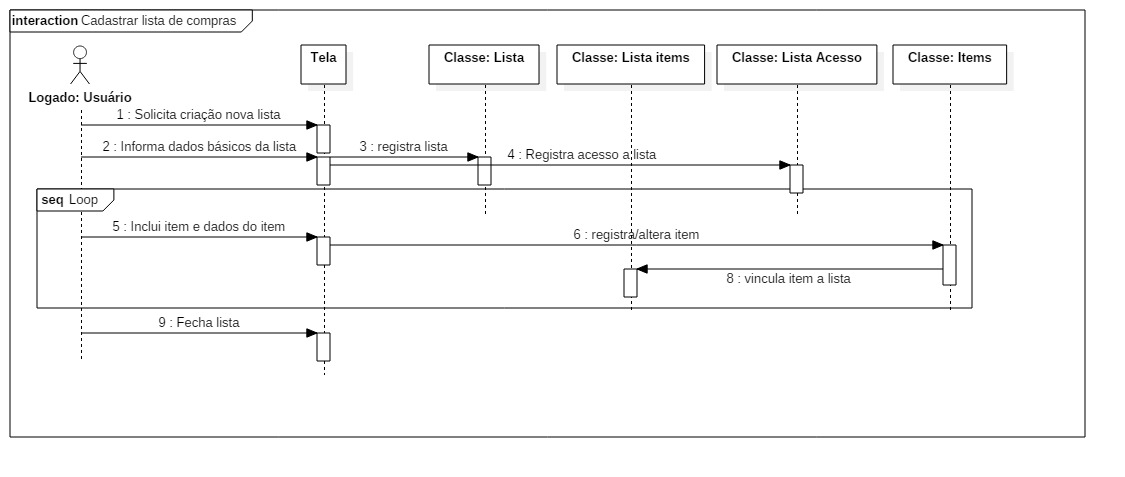 interaction Cadastrar lista de compras
Tela
Classe: Lista
Classe: Lista items
Classe: Lista Acesso
Classe: Items
Logado: Usuário
1 : Solicita criação nova lista
2 : Informa dados básicos da lista
3 : registra lista
4 : Registra acesso a lista
seq Loop
5 : Inclui item e dados do item
6 : registra/altera item
8 : vincula item a lista
9 : Fecha lista